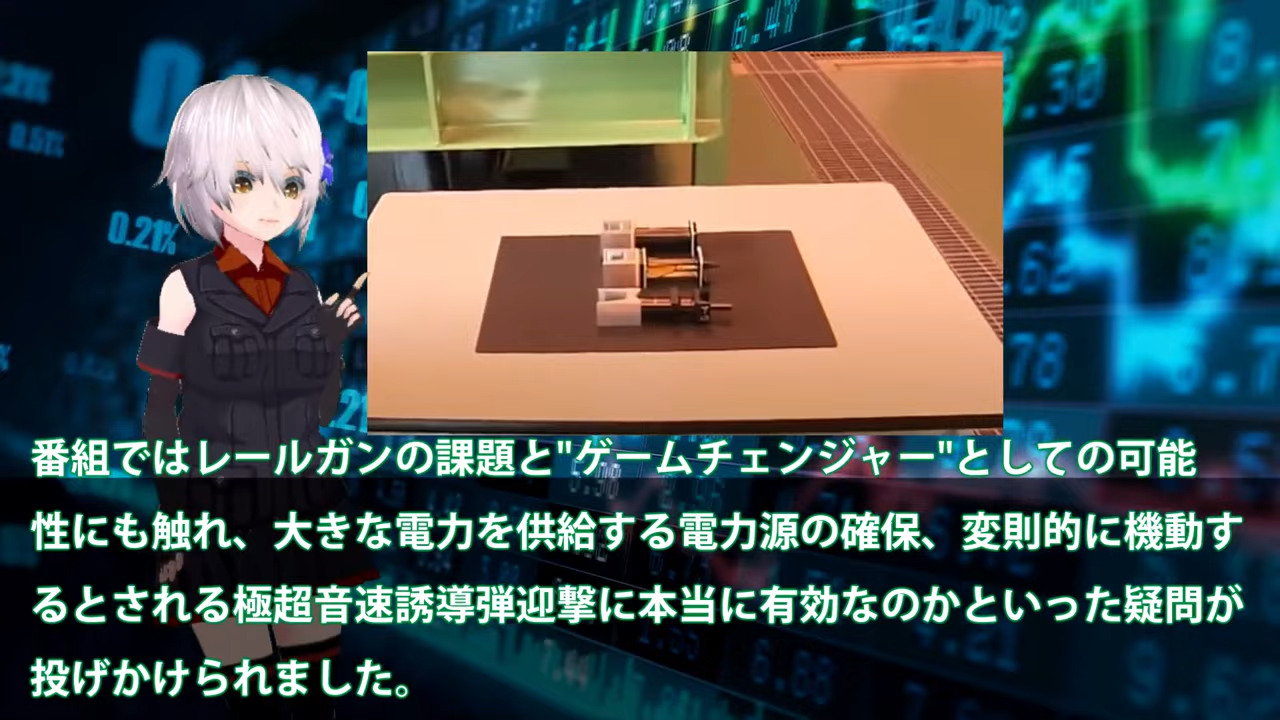 0.21%
番組ではレールガンの課題と"ゲームチェンジャー"としての可能
性にも触れ、大きな電力を供給する電力源の確保、変則的に機動す
るとされる極超音速誘導弾迎撃に本当に有効なのかといった疑問が
投げかけられました。